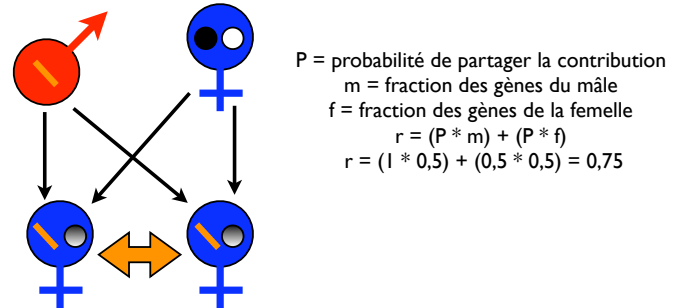 P = probabilité de partager la contribution
m = fraction des gènes du mâle
f = fraction des gènes de la femelle
r = (P * m) + (P * f)
r = (1 * 0,5) + (0,5 * 0,5) = 0,75